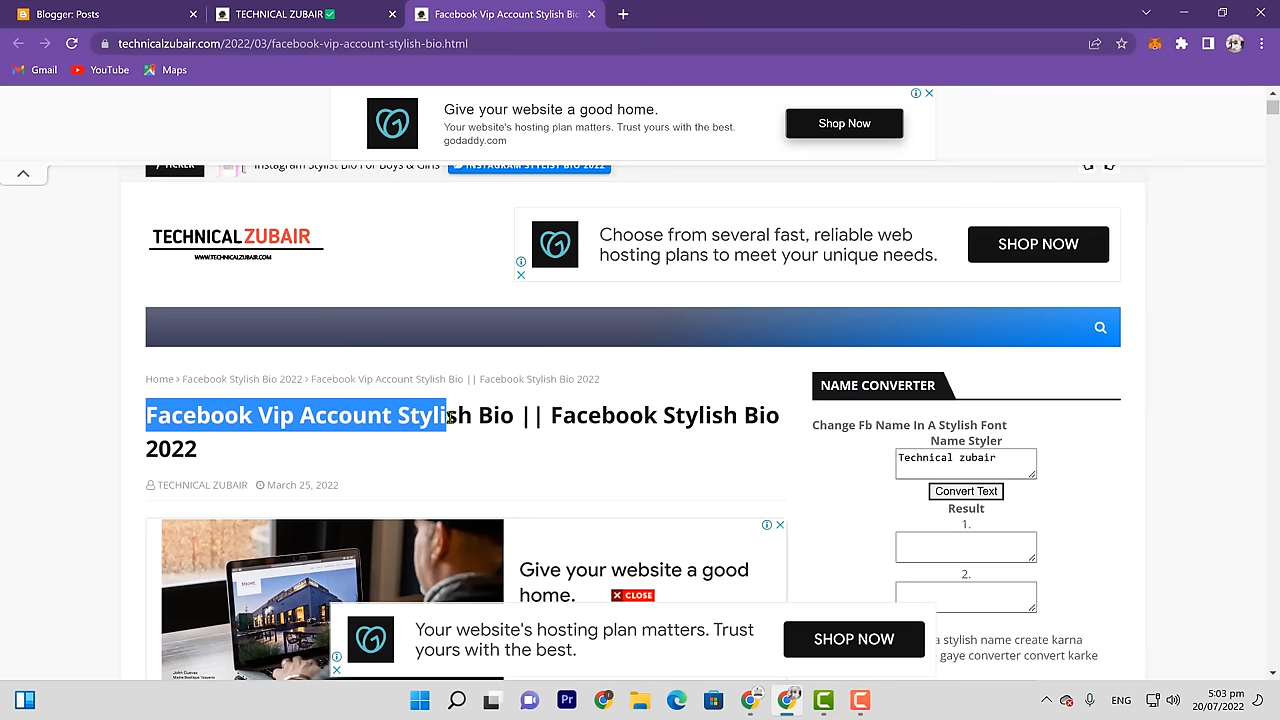 Blogger: Posts
TECHNICAL ZUBAIR✅
Facebook Vip Account Stylish Bio
technicalzubair.com/2022/03/facebook-vip-account-stylish-bio.html
Gmail YouTube Maps
Give your website a good home.
Your website's hosting plan matters. Trust yours with the best.
godaddy.com
Shop Now
Instagram Stylist Bio For Boys & Girls
INSTAGRAM STYLIST BIO 2022
TECHNICAL ZUBAIR
WWW.TECHNICALZUBAIR.COM
Choose from several fast, reliable web
hosting plans to meet your unique needs.
SHOP NOW
Home › Facebook Stylish Bio 2022 › Facebook Vip Account Stylish Bio || Facebook Stylish Bio 2022
Facebook Vip Account Stylish Bio || Facebook Stylish Bio
2022
TECHNICAL ZUBAIR March 25, 2022
NAME CONVERTER
Change Fb Name In A Stylish Font
Name Styler
Technical zubair
Convert Text
Result
1.
2.
a stylish name create karna
gaye converter convert karke
Give your website a good
home.
CLOSE
Your website's hosting plan matters. Trust
yours with the best.
SHOP NOW
Pr
ENG
5:03 pm
20/07/2022